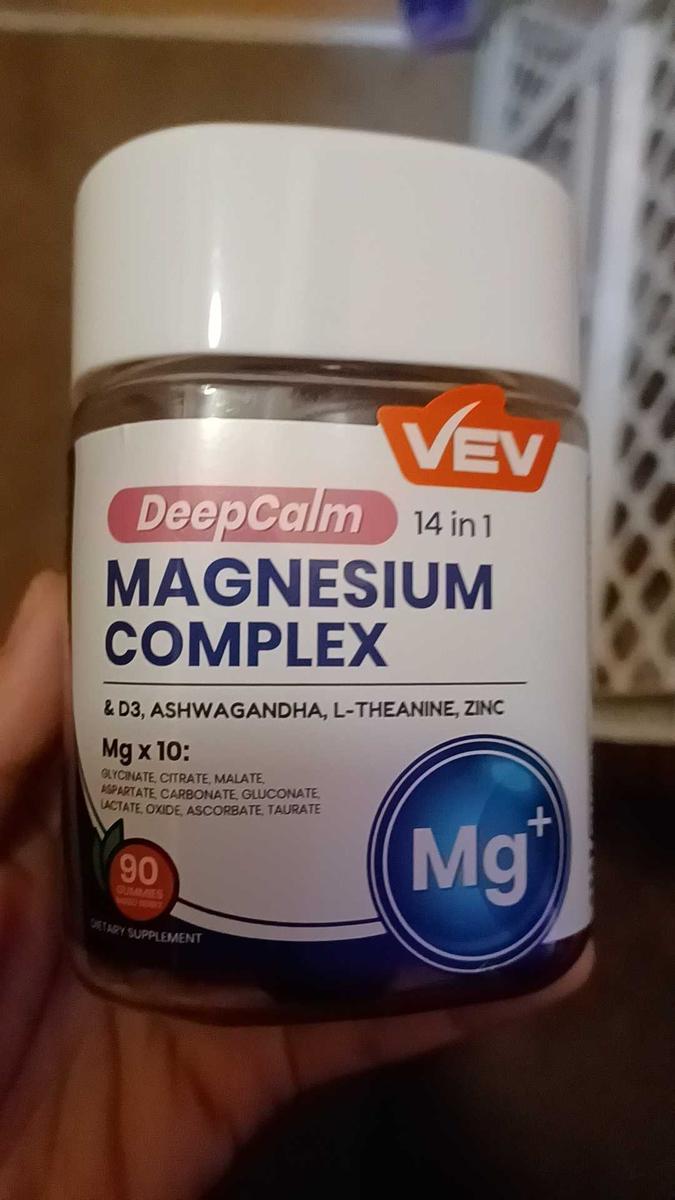 VEV
DeepCalm 14 in 1
MAGNESIUM
COMPLEX
& D3, ASHWAGANDHA, L-THEANINE, ZINC
Mg x 10:
GLYCINATE, CITRATE, MALATE,
ASPARTATE, CARBONATE, GLUCONATE,
LACTATE, OXIDE, ASCORBATE, TAURATE
Mg+
90
GUMMIES
DIETARY SUPPLEMENT